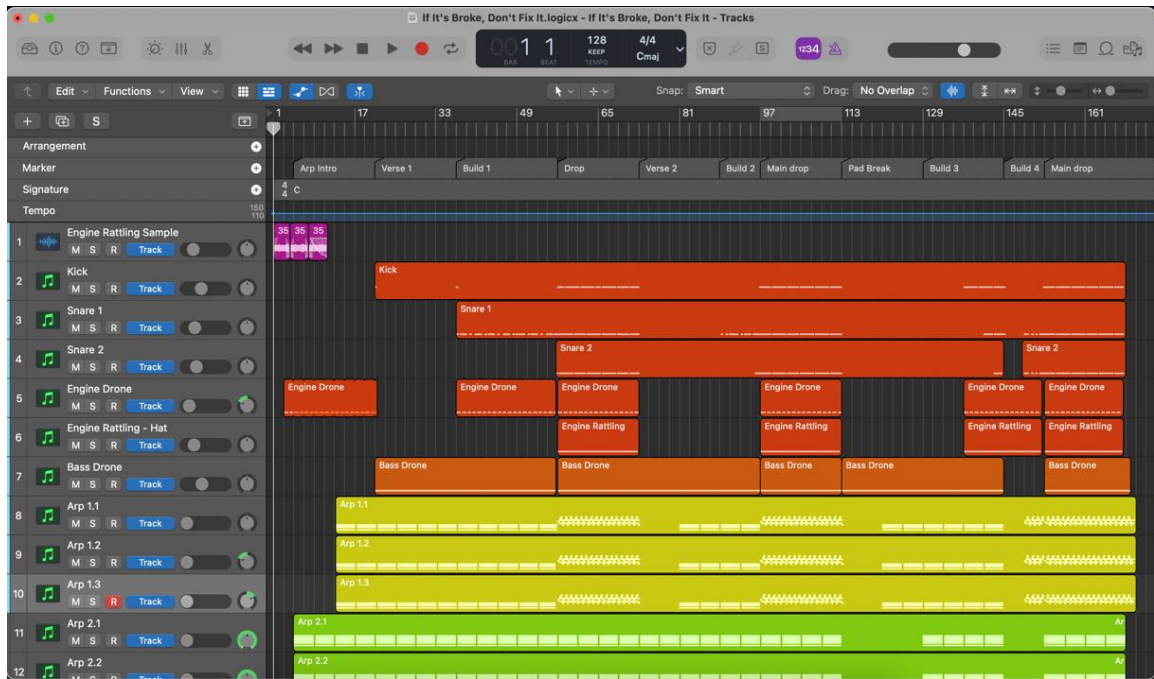 If It's Broke, Don't Fix It.logicx - If It's Broke, Don't Fix It - Tracks
001 1 128 4/4
KEEP Cmaj
BAR BEAT TEMPO
S 1234
Edit Functions View Snap: Smart Drag: No Overlap
+ S 1 17 33 49 65 81 97 113 129 145 161
Arrangement
Marker Arp Intro Verse 1 Build 1 Drop Verse 2 Build 2 Main drop Pad Break Build 3 Build 4 Main drop
Signature 4 4 C
Tempo 150 110
1 Engine Rattling Sample 35 35 35
M S R Track
2 Kick Kick
M S R Track
3 Snare 1 Snare 1
M S R Track
4 Snare 2 Snare 2 Snare 2
M S R Track
5 Engine Drone Engine Drone Engine Drone Engine Drone Engine Drone Engine Drone Engine Drone
M S R Track
6 Engine Rattling - Hat Engine Rattling Engine Rattling Engine Rattling Engine Rattling
M S R Track
7 Bass Drone Bass Drone Bass Drone Bass Drone Bass Drone Bass Drone
M S R Track
8 Arp 1.1 Arp 1.1
M S R Track
9 Arp 1.2 Arp 1.2
M S R Track
10 Arp 1.3 Arp 1.3
M S R Track
11 Arp 2.1 Arp 2.1 Ar
M S R Track
12 Arp 2.2 Arp 2.2 Ar